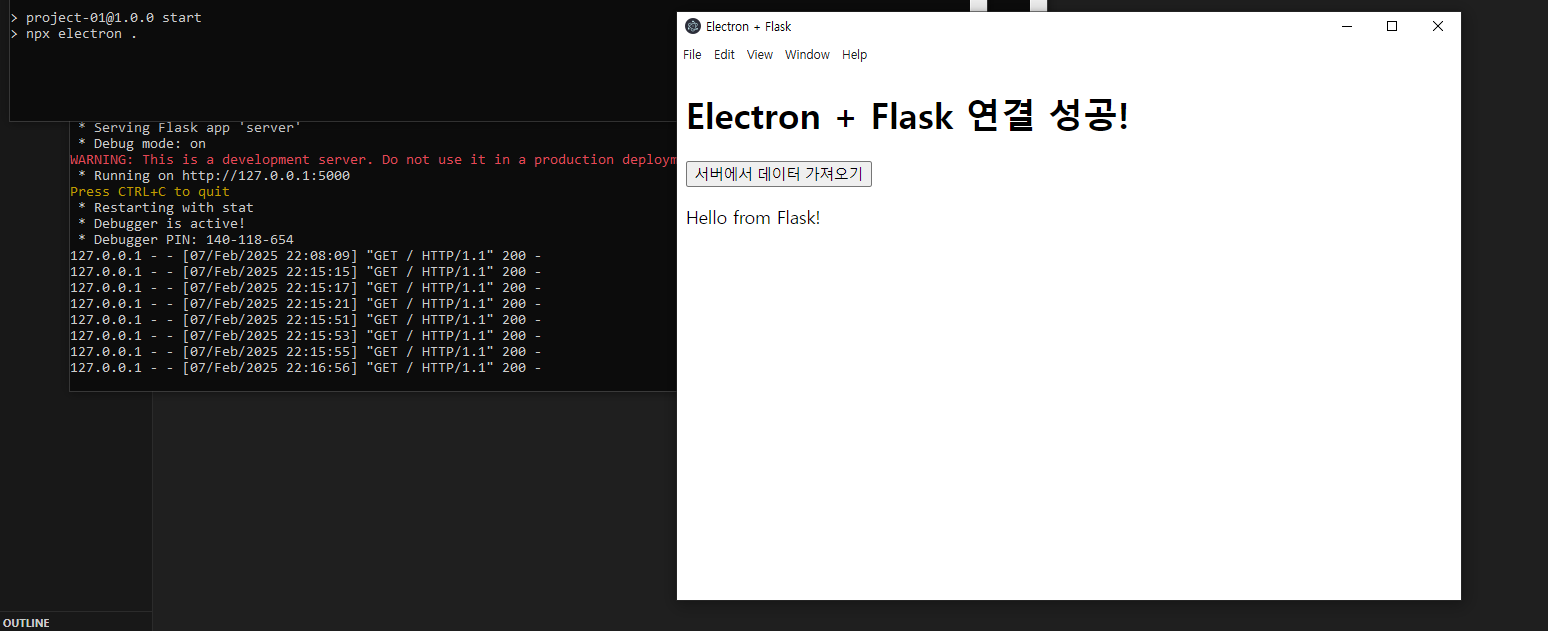 > project-01@1.0.0 start
> npx electron .
* Serving Flask app 'server'
* Debug mode: on
WARNING: This is a development server. Do not use it in a production
* Running on http://127.0.0.1:5000
Press CTRL+C to quit
* Restarting with stat
* Debugger is active!
* Debugger PIN: 140-118-654
127.0.0.1 - - [07/Feb/2025 22:08:09] "GET / HTTP/1.1" 200 -
127.0.0.1 - - [07/Feb/2025 22:15:15] "GET / HTTP/1.1" 200 -
127.0.0.1 - - [07/Feb/2025 22:15:17] "GET / HTTP/1.1" 200 -
127.0.0.1 - - [07/Feb/2025 22:15:21] "GET / HTTP/1.1" 200 -
127.0.0.1 - - [07/Feb/2025 22:15:51] "GET / HTTP/1.1" 200 -
127.0.0.1 - - [07/Feb/2025 22:15:53] "GET / HTTP/1.1" 200 -
127.0.0.1 - - [07/Feb/2025 22:15:55] "GET / HTTP/1.1" 200 -
127.0.0.1 - - [07/Feb/2025 22:16:56] "GET / HTTP/1.1" 200 -
OUTLINE
Electron + Flask
File Edit View Window Help
Electron + Flask 연결 성공!
서버에서 데이터 가져오기
Hello from Flask!